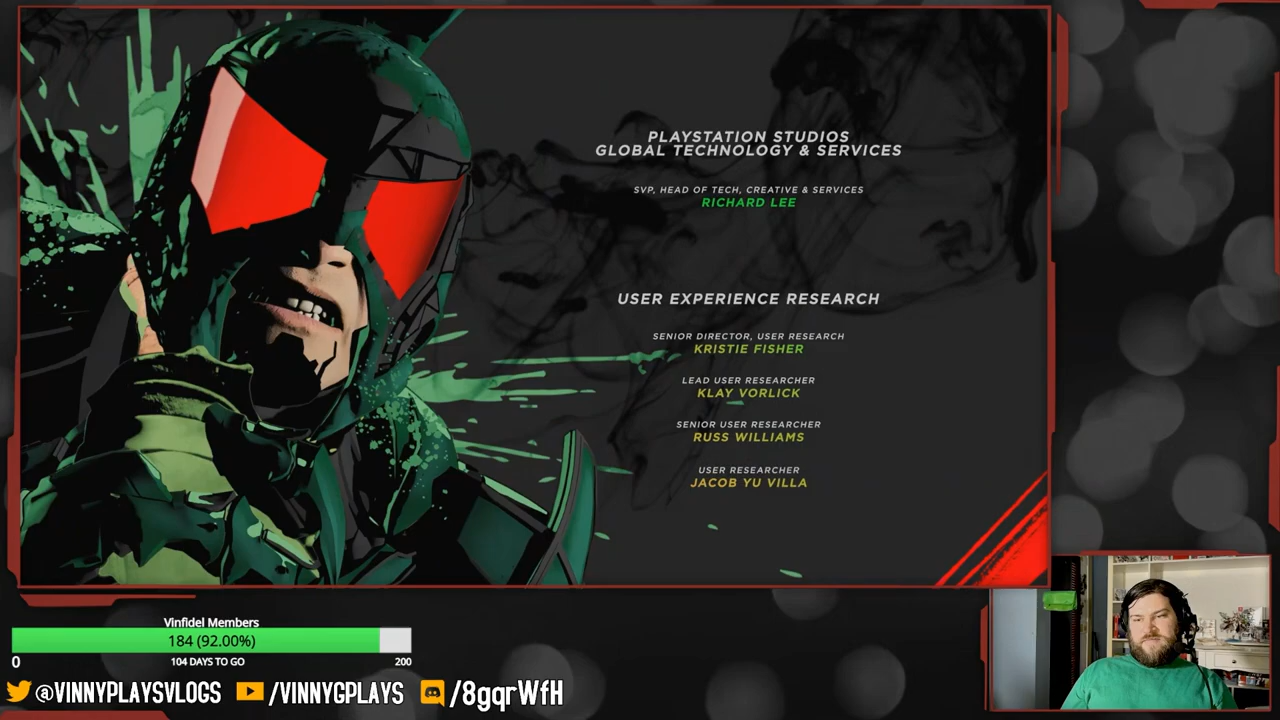 PLAYSTATION STUDIOS
GLOBAL TECHNOLOGY & SERVICES
SVP, HEAD OF TECH, CREATIVE & SERVICES
RICHARD LEE
USER EXPERIENCE RESEARCH
SENIOR DIRECTOR, USER RESEARCH
KRISTIE FISHER
LEAD USER RESEARCHER
KLAY VORLICK
SENIOR USER RESEARCHER
RUSS WILLIAMS
USER RESEARCHER
JACOB YU VILLA
Vinfidel Members
184 (92.00%)
0 104 DAYS TO GO 200
@VINNYPLAYSVLOGS /VINNYGPLAYS /8gqrWfH